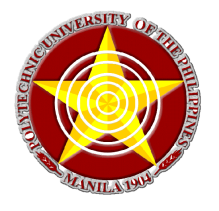 POLYTECHNIC UNIVERSITY OF THE PHILIPPINES
MANILA 1904